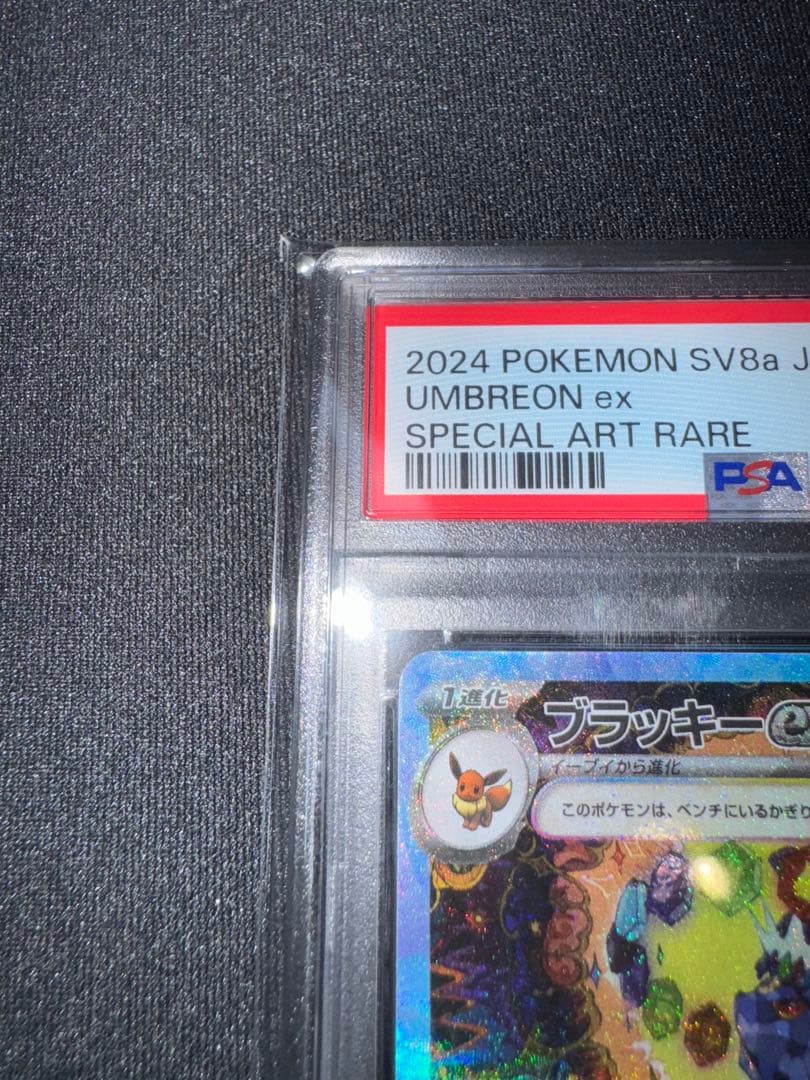 2024 POKEMON SV8a J
UMBREON ex
SPECIAL ART RARE
PSA
1進化
ブラッキーex
イーブイから進化
このポケモンは、ベンチにいるかぎり